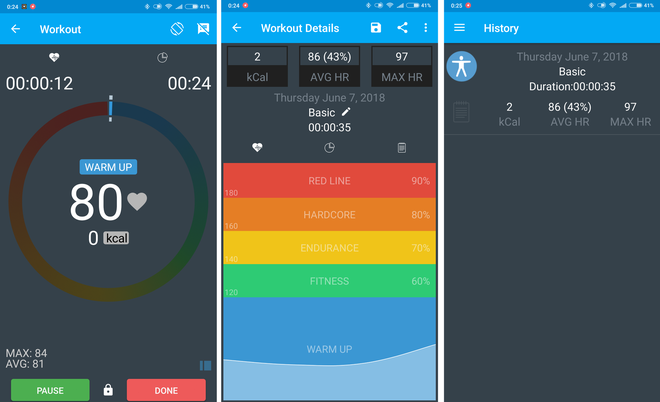 0:24
41%
Workout
00:00:12
00:24
WARM UP
80
0 kcal
MAX: 84
AVG: 81
PAUSE
DONE
0:24
41%
Workout Details
2
86 (43%)
97
kCal
AVG HR
MAX HR
Thursday June 7, 2018
Basic
00:00:35
RED LINE
90%
180
HARDCORE
80%
160
ENDURANCE
70%
140
FITNESS
60%
120
WARM UP
0:25
41%
History
Thursday June 7, 2018
Basic
Duration:00:00:35
2
86 (43%)
97
kCal
AVG HR
MAX HR